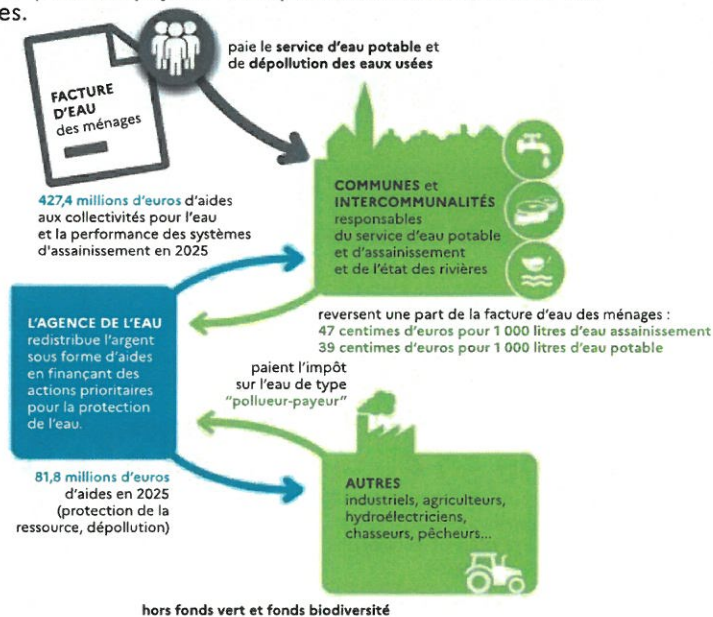 es.
paie le service d'eau potable et
de dépollution des eaux usées
FACTURE
D'EAU
des ménages
427,4 millions d'euros d'aides
aux collectivités pour l'eau
et la performance des systèmes
d'assainissement en 2025
COMMUNES et
INTERCOMMUNALITÉS
responsables
du service d'eau potable
et d'assainissement
et de l'état des rivières
L'AGENCE DE L'EAU
redistribue l'argent
sous forme d'aides
en finançant des
actions prioritaires
pour la protection
de l'eau.
reversent une part de la facture d'eau des ménages :
47 centimes d'euros pour 1 000 litres d'eau assainissement
39 centimes d'euros pour 1 000 litres d'eau potable
paient l'impôt
sur l'eau de type
"pollueur-payeur"
81,8 millions d'euros
d'aides en 2025
(protection de la
ressource, dépollution)
AUTRES
industriels, agriculteurs,
hydroélectriciens,
chasseurs, pêcheurs...
hors fonds vert et fonds biodiversité